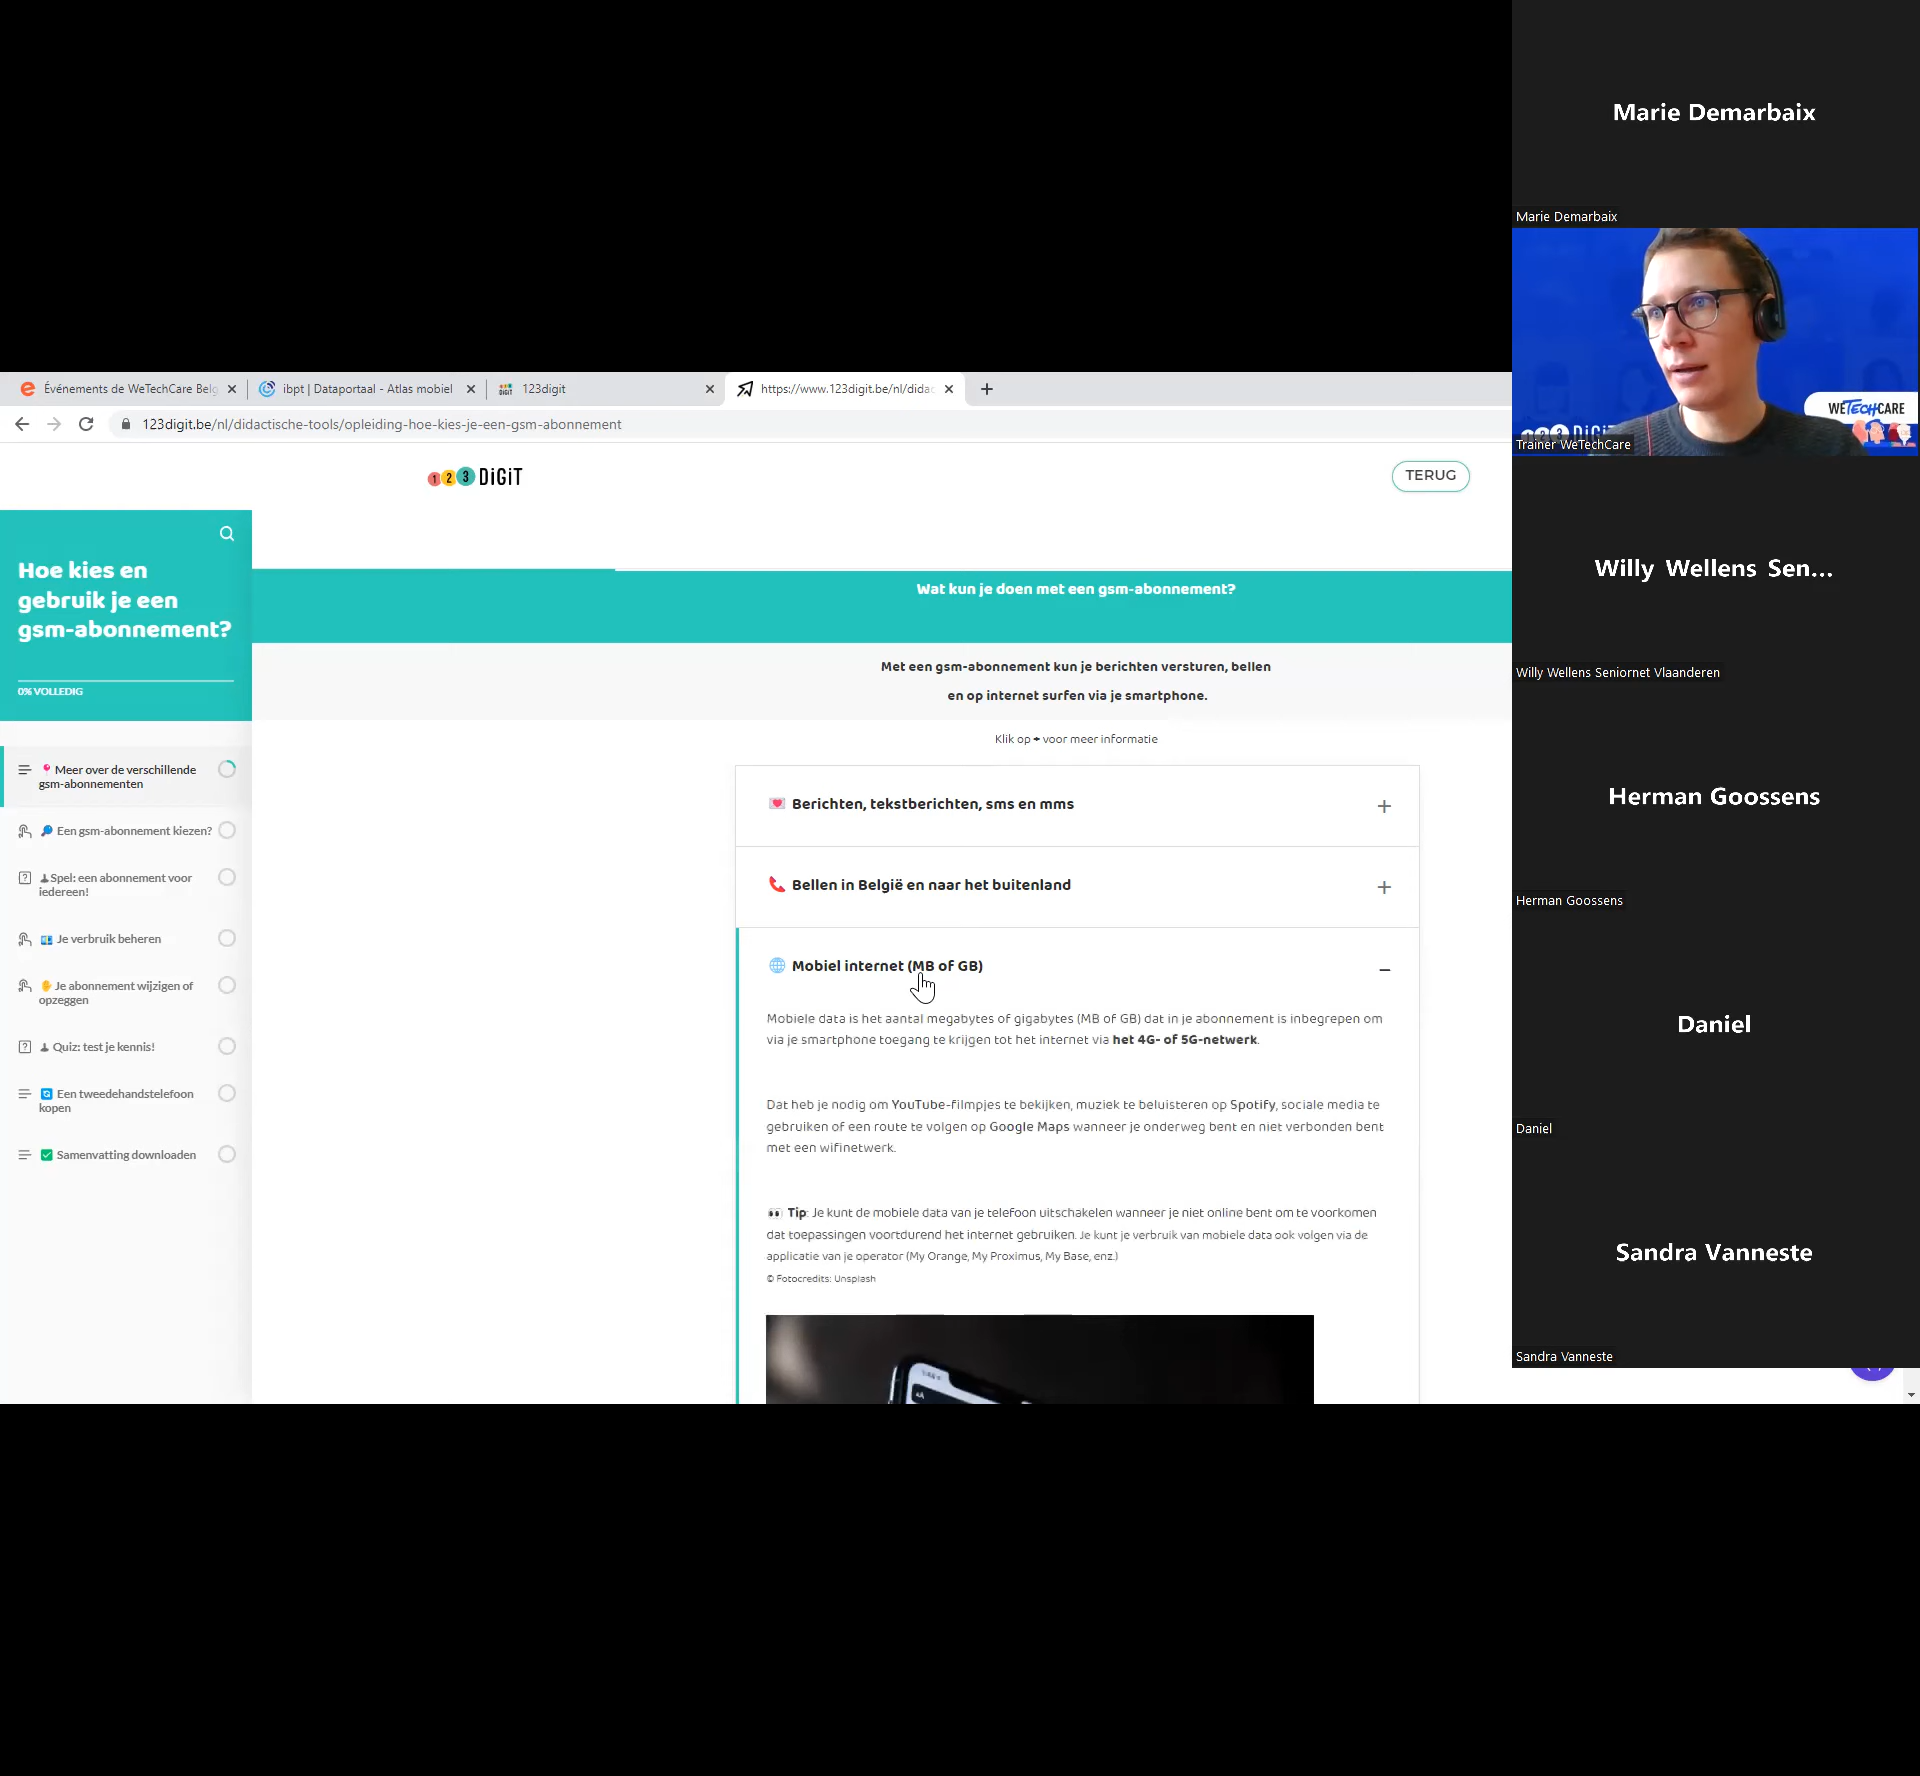 Événements de WeTechCare Belg
ibpt | Dataportaal - Atlas mobiel
123digit
https://www.123digit.be/nl/didac
123digit.be/nl/didactische-tools/opleiding-hoe-kies-je-een-gsm-abonnement
123 DiGiT
TERUG
Hoe kies en
gebruik je een
gsm-abonnement?
0% VOLLEDIG
Meer over de verschillende
gsm-abonnementen
Een gsm-abonnement kiezen?
Spel: een abonnement voor
iedereen!
Je verbruik beheren
Je abonnement wijzigen of
opzeggen
Quiz: test je kennis!
Een tweedehandstelefoon
kopen
Samenvatting downloaden
Wat kun je doen met een gsm-abonnement?
Met een gsm-abonnement kun je berichten versturen, bellen
en op internet surfen via je smartphone.
Klik op + voor meer informatie
Berichten, tekstberichten, sms en mms
Bellen in België en naar het buitenland
Mobiel internet (MB of GB)
Mobiele data is het aantal megabytes of gigabytes (MB of GB) dat in je abonnement is inbegrepen om
via je smartphone toegang te krijgen tot het internet via het 4G- of 5G-netwerk.
Dat heb je nodig om YouTube-filmpjes te bekijken, muziek te beluisteren op Spotify, sociale media te
gebruiken of een route te volgen op Google Maps wanneer je onderweg bent en niet verbonden bent
met een wifinetwerk.
Tip: Je kunt de mobiele data van je telefoon uitschakelen wanneer je niet online bent om te voorkomen
dat toepassingen voortdurend het internet gebruiken. Je kunt je verbruik van mobiele data ook volgen via de
applicatie van je operator (My Orange, My Proximus, My Base, enz.)
© Fotocredits: Unsplash
Marie Demarbaix
Marie Demarbaix
WETECHCARE
Trainer WeTechCare
Willy Wellens Sen...
Willy Wellens Seniornet Vlaanderen
Herman Goossens
Herman Goossens
Daniel
Daniel
Sandra Vanneste
Sandra Vanneste